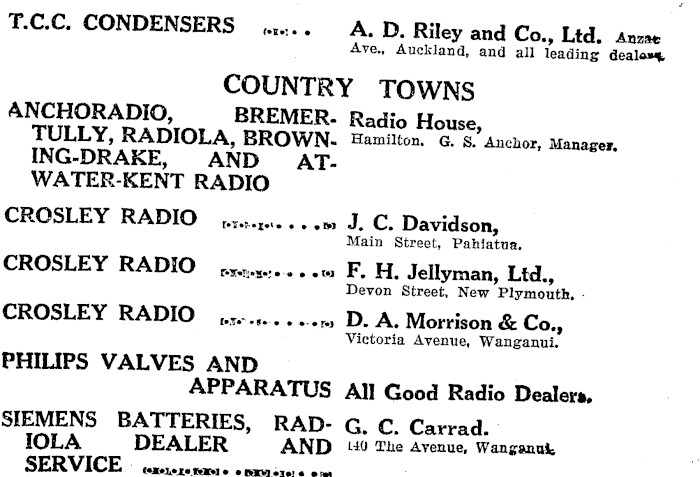 T.C.C. CONDENSERS
A. D. Riley and Co., Ltd. Anzac
Ave., Auckland, and all leading dealers.
COUNTRY TOWNS
ANCHORADIO, BREMER-
TULLY, RADIOLA, BROWN-
ING-DRAKE, AND AT-
WATER-KENT RADIO
Radio House,
Hamilton. G. S. Anchor, Manager.
CROSLEY RADIO
J. C. Davidson,
Main Street, Pahiatua.
CROSLEY RADIO
F. H. Jellyman, Ltd.,
Devon Street, New Plymouth.
CROSLEY RADIO
D. A. Morrison & Co.,
Victoria Avenue, Wanganui.
PHILIPS VALVES AND
APPARATUS
All Good Radio Dealers.
SIEMENS BATTERIES, RAD-
IOLA DEALER AND
SERVICE
G. C. Carrad.
140 The Avenue, Wanganui.